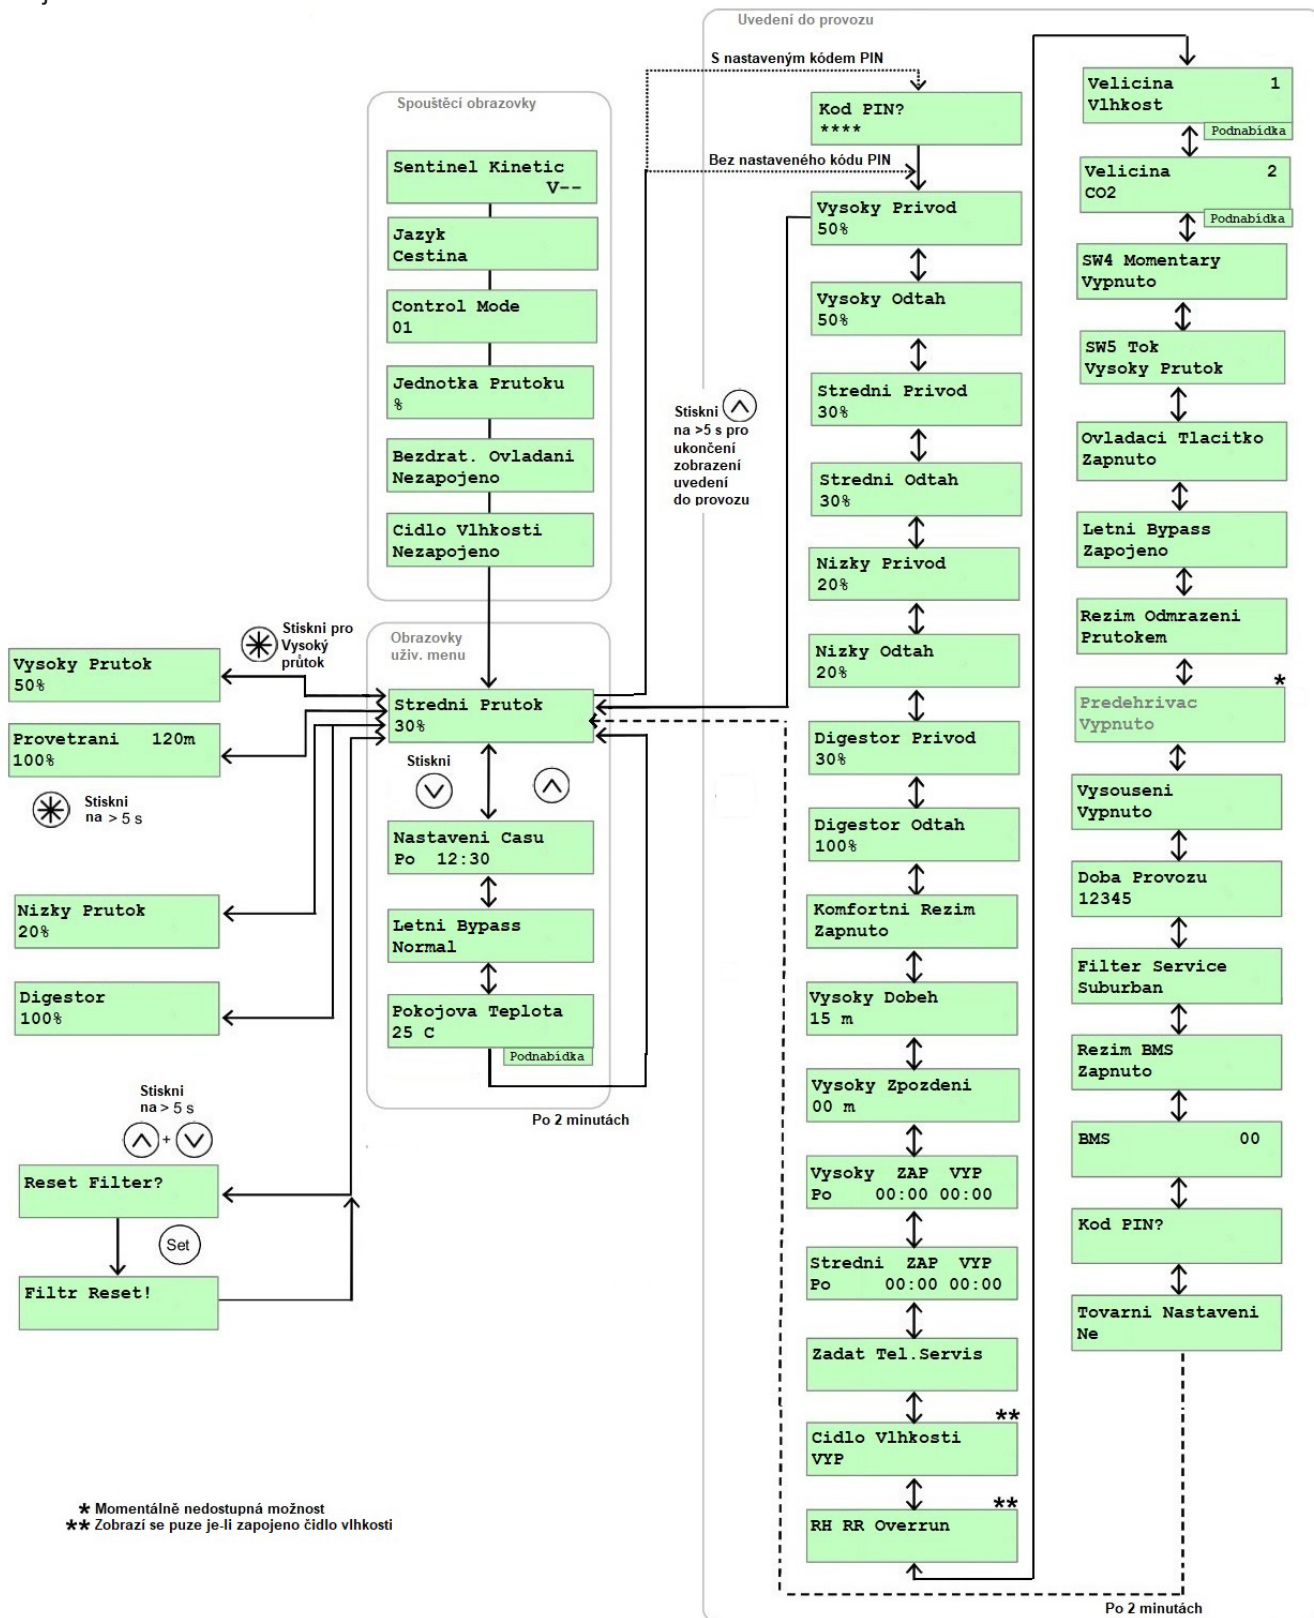 Uvedení do provozu
S nastaveným kódem PIN
Bez nastaveného kódu PIN
Spouštěcí obrazovky
Sentinel Kinetic
V--
Jazyk
Cestina
Control Mode
01
Jednotka Prutoku
%
Bezdrat. Ovladani
Nezapojeno
Cidlo Vlhkosti
Nezapojeno
Obrazovky
uživ. menu
Stredni Prutok
30%
Stiskni
Nastaveni Casu
Po 12:30
Letni Bypass
Normal
Pokojova Teplota
25 C
Podnabídka
Po 2 minutách
Stiskni pro
Vysoký
průtok
Vysoky Prutok
50%
Provetrani 120m
100%
Stiskni
na > 5 s
Nizky Prutok
20%
Digestor
100%
Stiskni
na > 5 s
+
Reset Filter?
Set
Filtr Reset!
Stiskni
na >5 s pro
ukončení
zobrazení
uvedení
do provozu
Kod PIN?
****
Vysoky Privod
50%
Vysoky Odtah
50%
Stredni Privod
30%
Stredni Odtah
30%
Nizky Privod
20%
Nizky Odtah
20%
Digestor Privod
30%
Digestor Odtah
100%
Komfortni Rezim
Zapnuto
Vysoky Dobeh
15 m
Vysoky Zpozdeni
00 m
Vysoky ZAP VYP
Po 00:00 00:00
Stredni ZAP VYP
Po 00:00 00:00
Zadat Tel.Servis
**
Cidlo Vlhkosti
VYP
**
RH RR Overrun
Velicina 1
Vlhkost
Podnabídka
Velicina 2
CO2
Podnabídka
SW4 Momentary
Vypnuto
SW5 Tok
Vysoky Prutok
Ovladaci Tlacitko
Zapnuto
Letni Bypass
Zapojeno
Rezim Odmrazeni
Prutokem
*
Predehrivac
Vypnuto
Vysouseni
Vypnuto
Doba Provozu
12345
Filter Service
Suburban
Rezim BMS
Zapnuto
BMS 00
Kod PIN?
Tovarni Nastaveni
Ne
Po 2 minutách
* Momentálně nedostupná možnost
** Zobrazí se puze je-li zapojeno čidlo vlhkosti